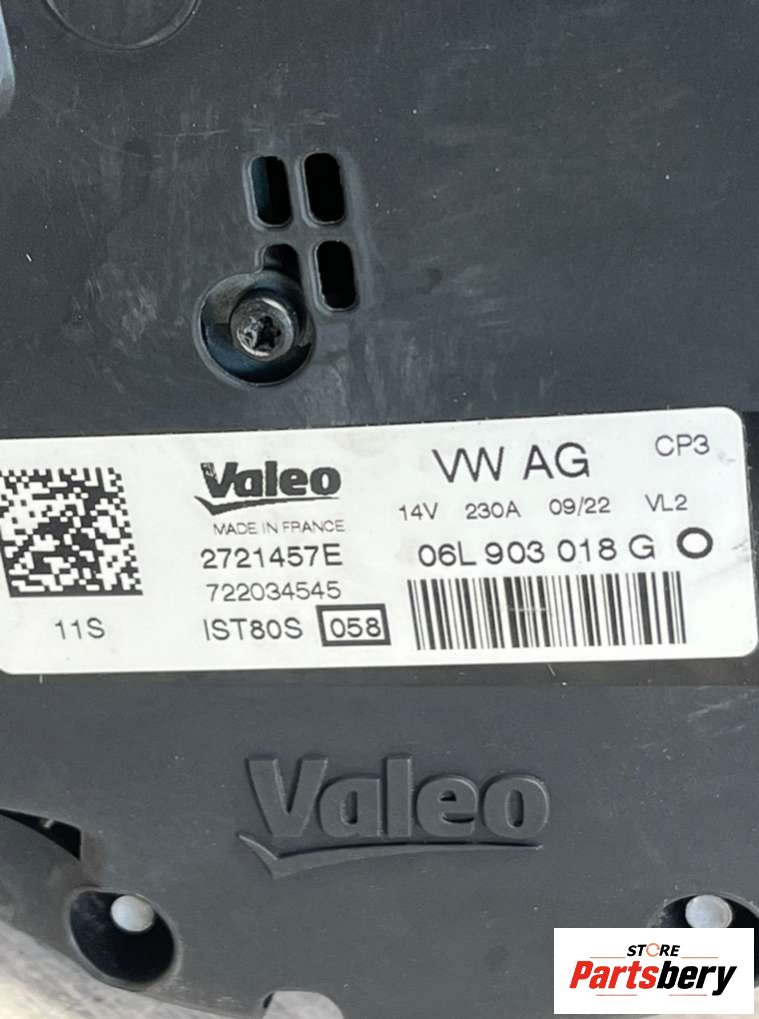 Valeo
VW AG
CP3
MADE IN FRANCE
14V 230A 09/22 VL2
2721457E
06L 903 018 G O
722034545
11S
IST80S 058
Valeo
STORE
Partsbery